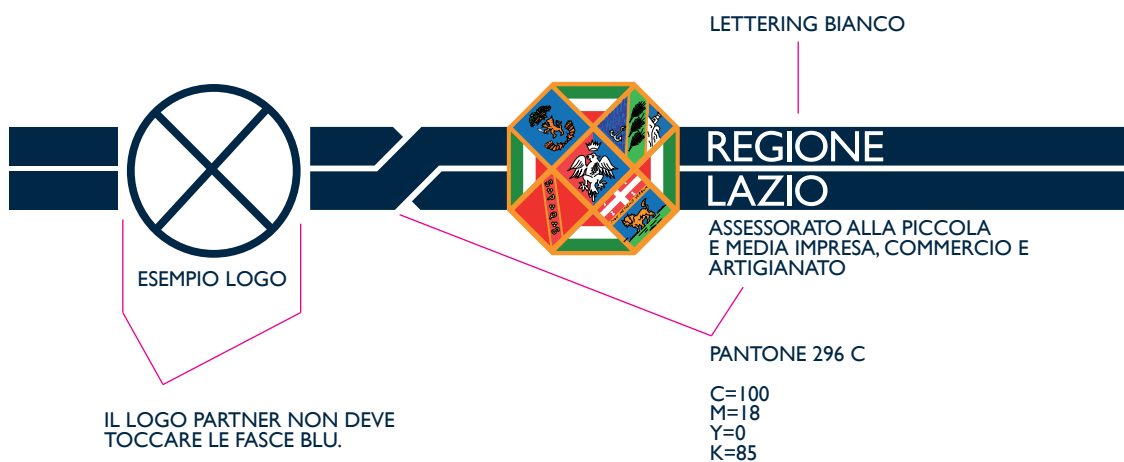 LETTERING BIANCO
REGIONE
LAZIO
ASSESSORATO ALLA PICCOLA
E MEDIA IMPRESA, COMMERCIO E
ARTIGIANATO
ESEMPIO LOGO
PANTONE 296 C
C=100
M=18
Y=0
K=85
IL LOGO PARTNER NON DEVE
TOCCARE LE FASCE BLU.